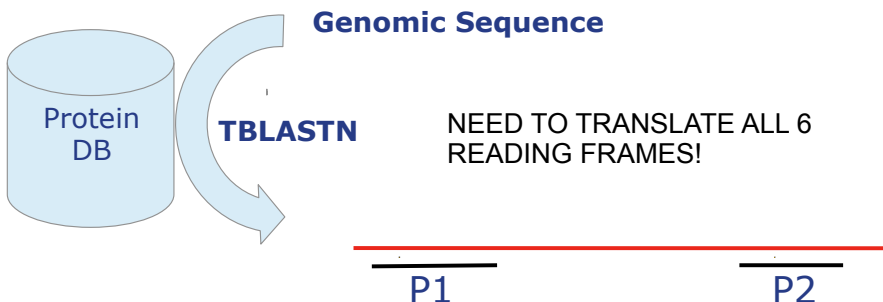 Genomic Sequence
Protein
DB
TBLASTN
NEED TO TRANSLATE ALL 6
READING FRAMES!
P1
P2